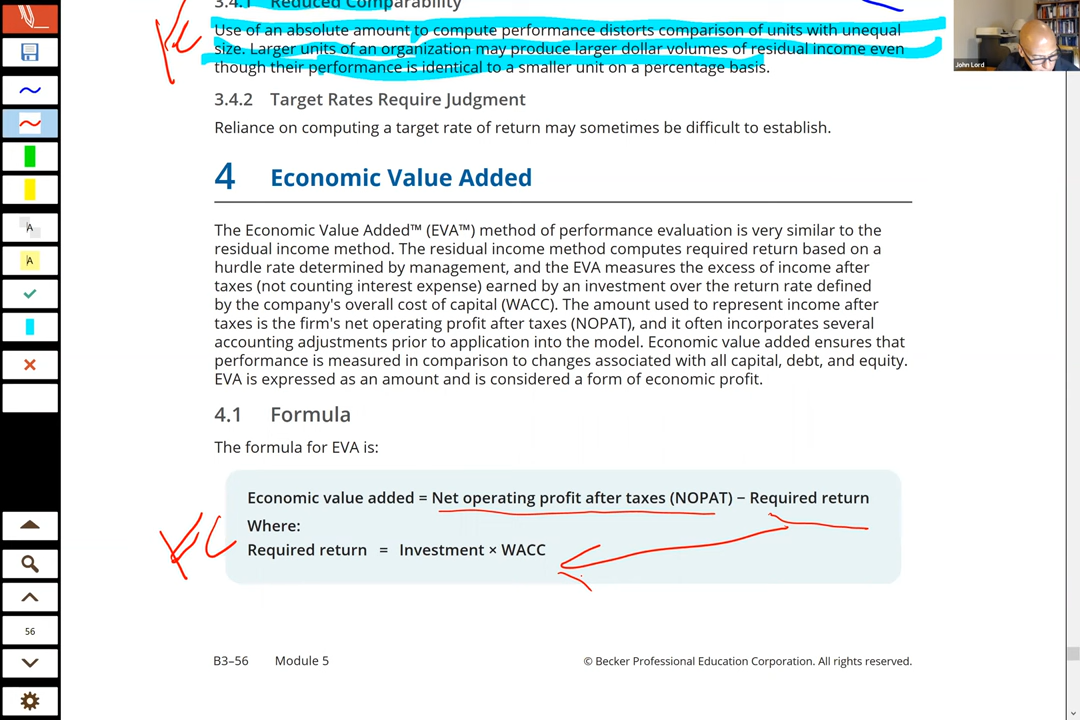 3.4.1 Reduced Comparability
Use of an absolute amount to compute performance distorts comparison of units with unequal
size. Larger units of an organization may produce larger dollar volumes of residual income even
though their performance is identical to a smaller unit on a percentage basis.
John Lord
3.4.2 Target Rates Require Judgment
Reliance on computing a target rate of return may sometimes be difficult to establish.
4 Economic Value Added
The Economic Value Added™ (EVA™) method of performance evaluation is very similar to the
residual income method. The residual income method computes required return based on a
hurdle rate determined by management, and the EVA measures the excess of income after
taxes (not counting interest expense) earned by an investment over the return rate defined
by the company's overall cost of capital (WACC). The amount used to represent income after
taxes is the firm's net operating profit after taxes (NOPAT), and it often incorporates several
accounting adjustments prior to application into the model. Economic value added ensures that
performance is measured in comparison to changes associated with all capital, debt, and equity.
EVA is expressed as an amount and is considered a form of economic profit.
4.1 Formula
The formula for EVA is:
Economic value added = Net operating profit after taxes (NOPAT) − Required return
Where:
Required return = Investment × WACC
A
A
56
B3–56 Module 5 © Becker Professional Education Corporation. All rights reserved.